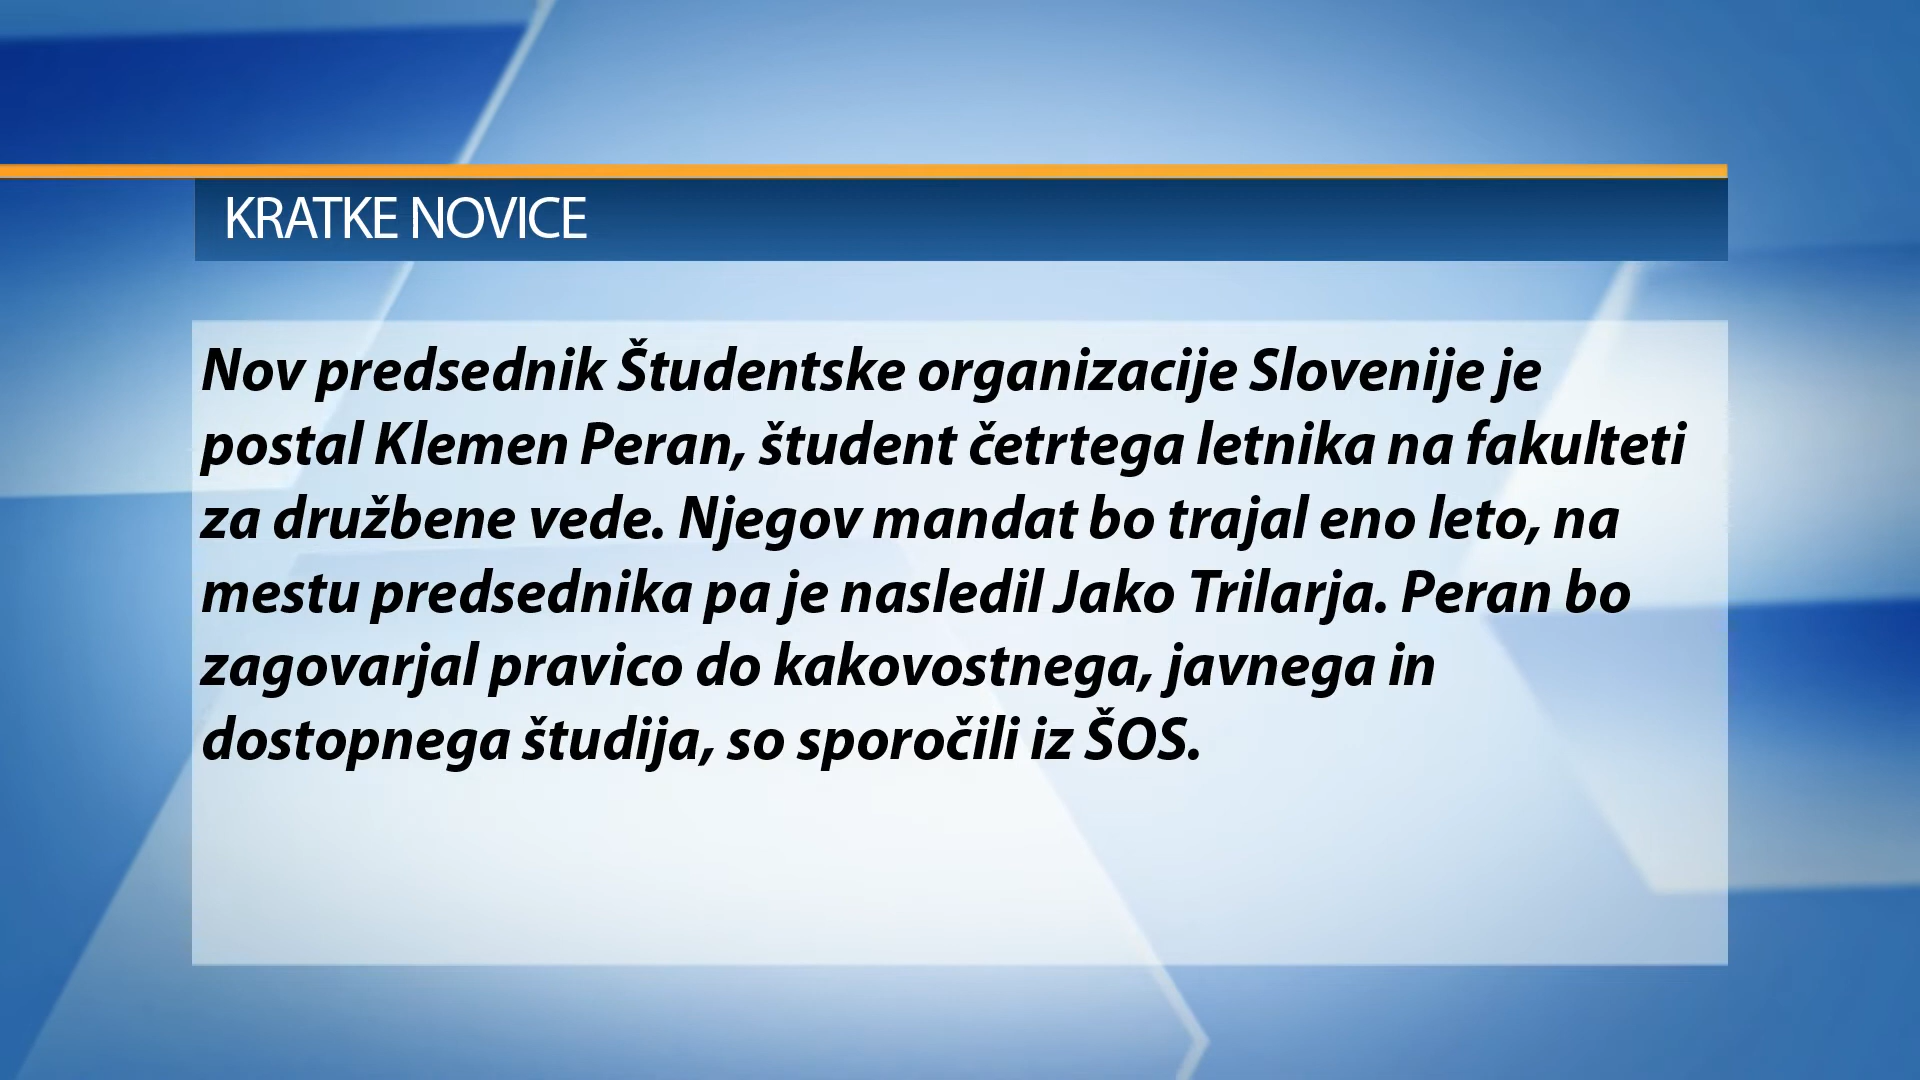 KRATKE NOVICE
Nov predsednik Študentske organizacije Slovenije je
postal Klemen Peran, študent četrtega letnika na fakulteti
za družbene vede. Njegov mandat bo trajal eno leto, na
mestu predsednika pa je nasledil Jako Trilarja. Peran bo
zagovarjal pravico do kakovostnega, javnega in
dostopnega študija, so sporočili iz ŠOS.